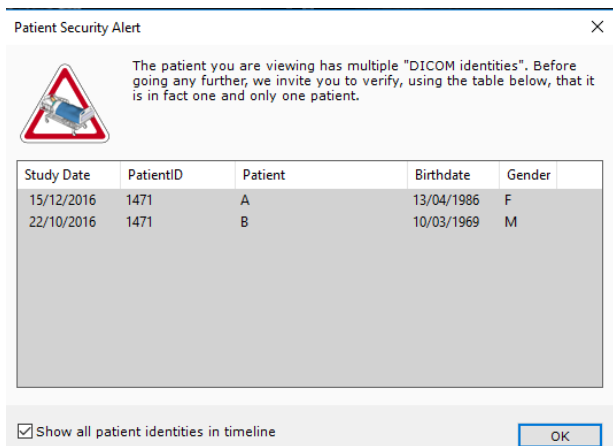 Patient Security Alert
The patient you are viewing has multiple "DICOM identities". Before
going any further, we invite you to verify, using the table below, that it
is in fact one and only one patient.
Study Date PatientID Patient Birthdate Gender
15/12/2016 1471 A 13/04/1986 F
22/10/2016 1471 B 10/03/1969 M
Show all patient identities in timeline
OK